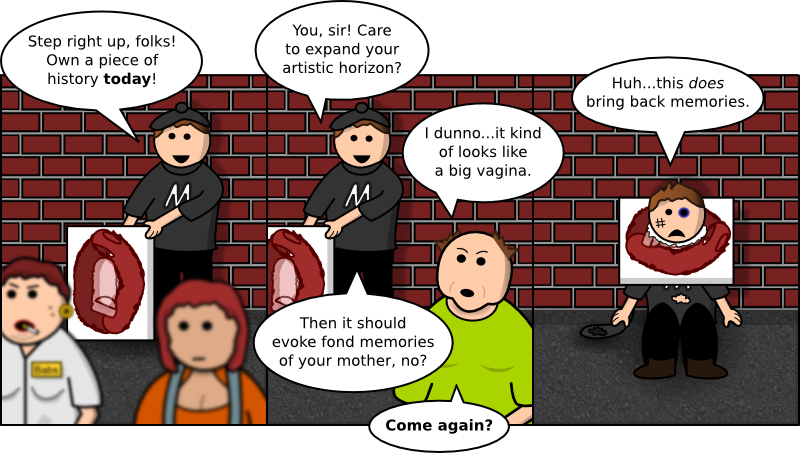 Step right up, folks!
Own a piece of
history today!
M
Babs
You, sir! Care
to expand your
artistic horizon?
M
I dunno...it kind
of looks like
a big vagina.
Then it should
evoke fond memories
of your mother, no?
Come again?
Huh...this does
bring back memories.